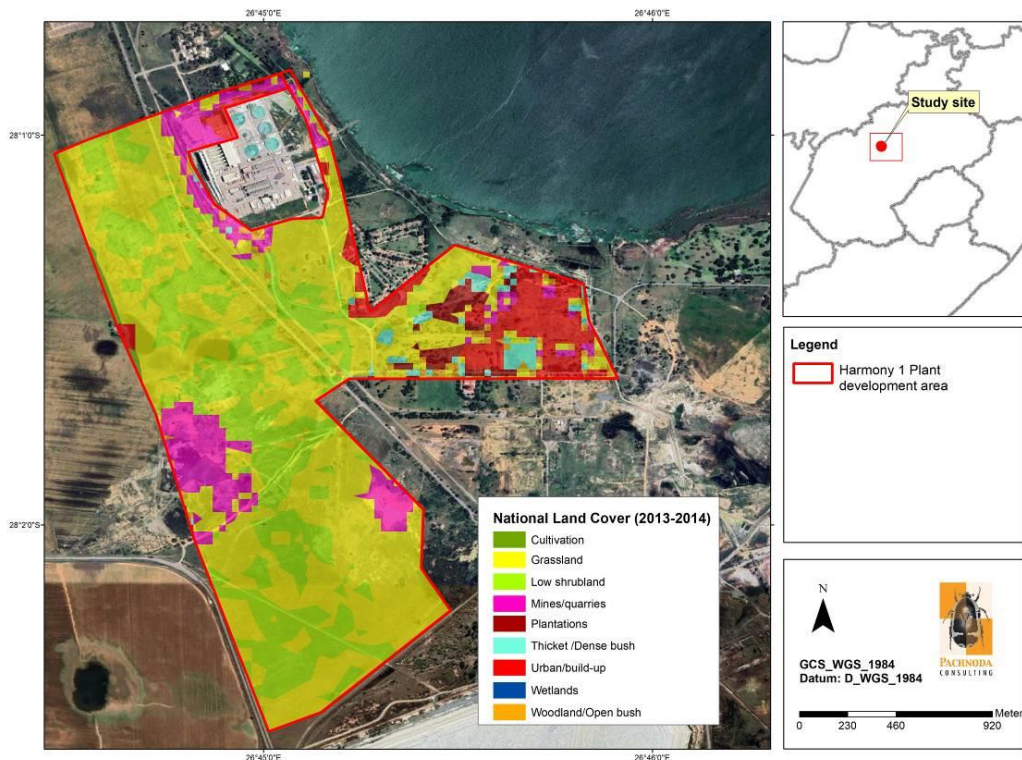 26°45'0"E
26°46'0"E
28°1'0"S
28°2'0"S
26°45'0"E
26°46'0"E
National Land Cover (2013-2014)
Cultivation
Grassland
Low shrubland
Mines/quarries
Plantations
Thicket /Dense bush
Urban/build-up
Wetlands
Woodland/Open bush
Study site
Legend
Harmony 1 Plant
development area
N
GCS_WGS_1984
Datum: D_WGS_1984
PACHNODA
CONSULTING
0 230 460 920
Meter